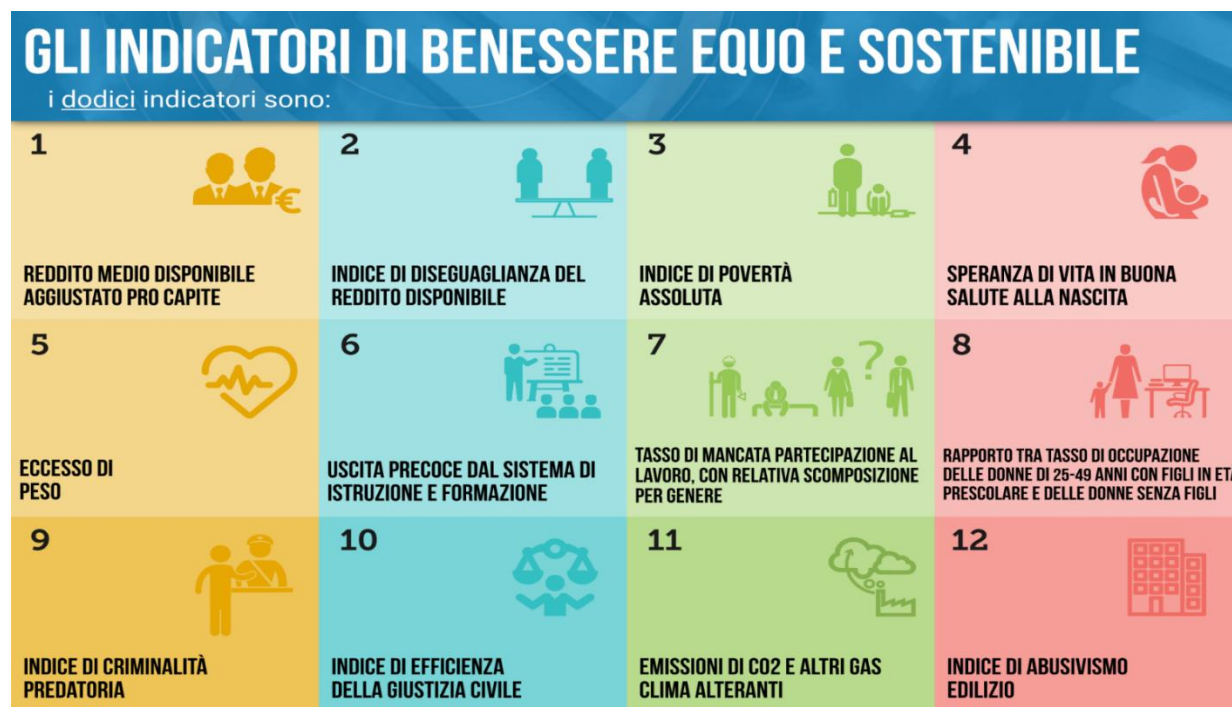 GLI INDICATORI DI BENESSERE EQUO E SOSTENIBILE
i dodici indicatori sono:
1
REDDITO MEDIO DISPONIBILE
AGGIUSTATO PRO CAPITE
2
INDICE DI DISEGUAGLIANZA DEL
REDDITO DISPONIBILE
3
INDICE DI POVERTÀ
ASSOLUTA
4
SPERANZA DI VITA IN BUONA
SALUTE ALLA NASCITA
5
ECCESSO DI
PESO
6
USCITA PRECOCE DAL SISTEMA DI
ISTRUZIONE E FORMAZIONE
7
?
TASSO DI MANCATA PARTECIPAZIONE AL
LAVORO, CON RELATIVA SCOMPOSIZIONE
PER GENERE
8
RAPPORTO TRA TASSO DI OCCUPAZIONE
DELLE DONNE DI 25-49 ANNI CON FIGLI IN ETÀ
PRESCOLARE E DELLE DONNE SENZA FIGLI
9
INDICE DI CRIMINALITÀ
PREDATORIA
10
INDICE DI EFFICIENZA
DELLA GIUSTIZIA CIVILE
11
EMISSIONI DI CO2 E ALTRI GAS
CLIMA ALTERANTI
12
INDICE DI ABUSIVISMO
EDILIZIO